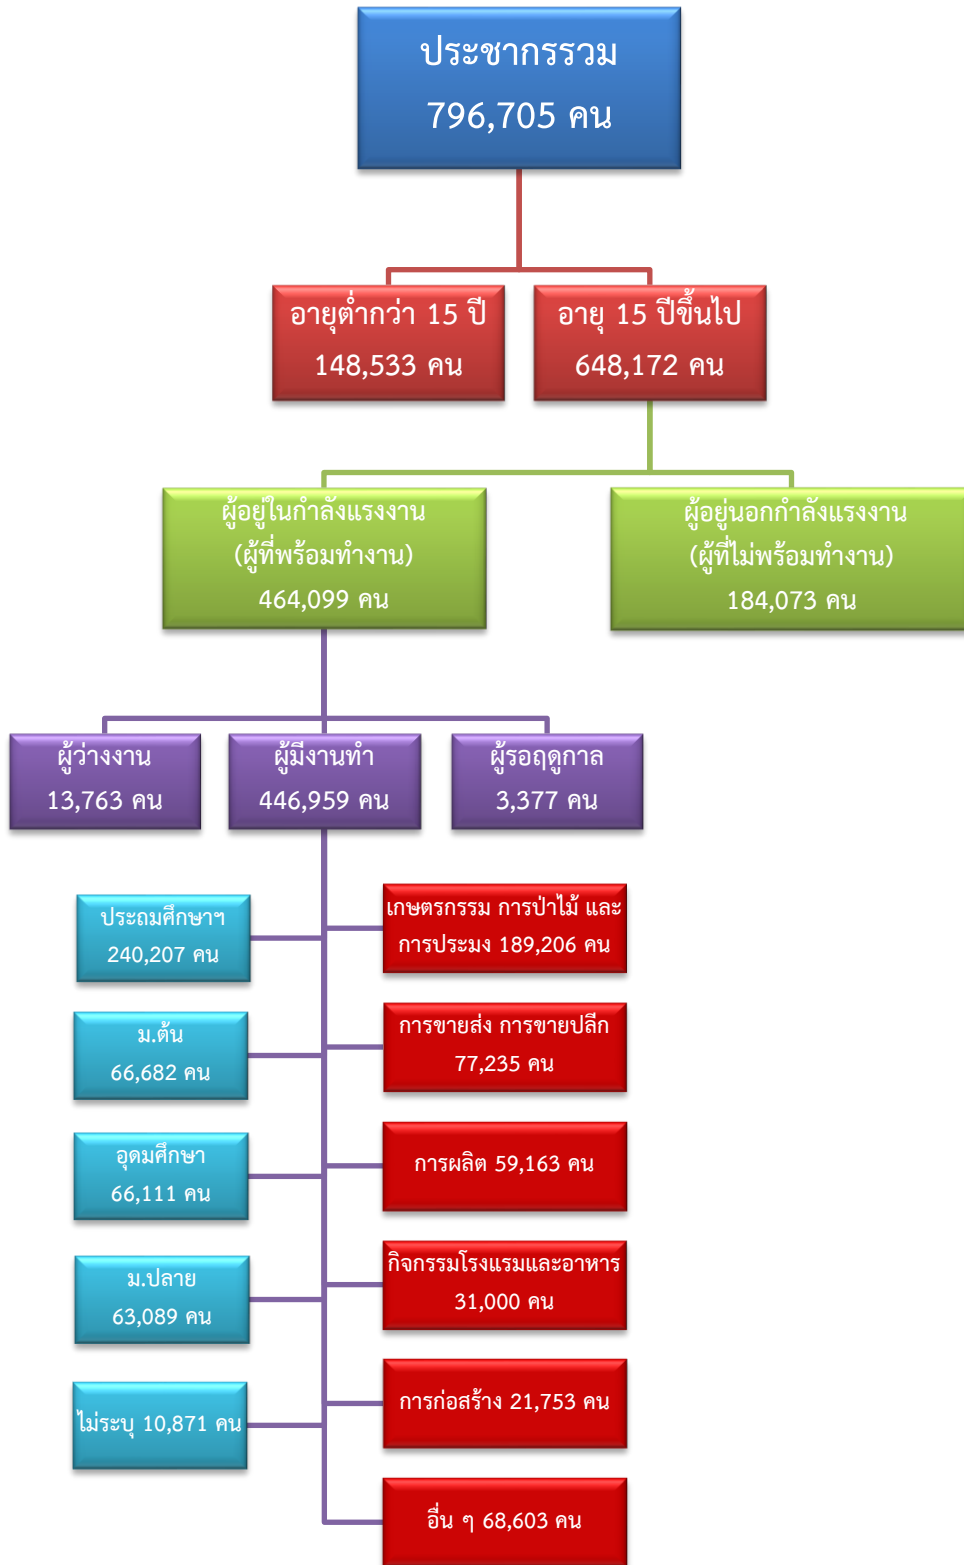 ประชากรรวม
796,705 คน
อายุต่ำกว่า 15 ปี
148,533 คน
อายุ 15 ปีขึ้นไป
648,172 คน
ผู้อยู่ในกำลังแรงงาน
(ผู้ที่พร้อมทำงาน)
464,099 คน
ผู้อยู่นอกกำลังแรงงาน
(ผู้ที่ไม่พร้อมทำงาน)
184,073 คน
ผู้ว่างงาน
13,763 คน
ผู้มีงานทำ
446,959 คน
ผู้รอฤดูกาล
3,377 คน
ประถมศึกษาฯ
240,207 คน
ม.ต้น
66,682 คน
อุดมศึกษา
66,111 คน
ม.ปลาย
63,089 คน
ไม่ระบุ 10,871 คน
เกษตรกรรม การป่าไม้ และ
การประมง 189,206 คน
การขายส่ง การขายปลีก
77,235 คน
การผลิต 59,163 คน
กิจกรรมโรงแรมและอาหาร
31,000 คน
การก่อสร้าง 21,753 คน
อื่น ๆ 68,603 คน